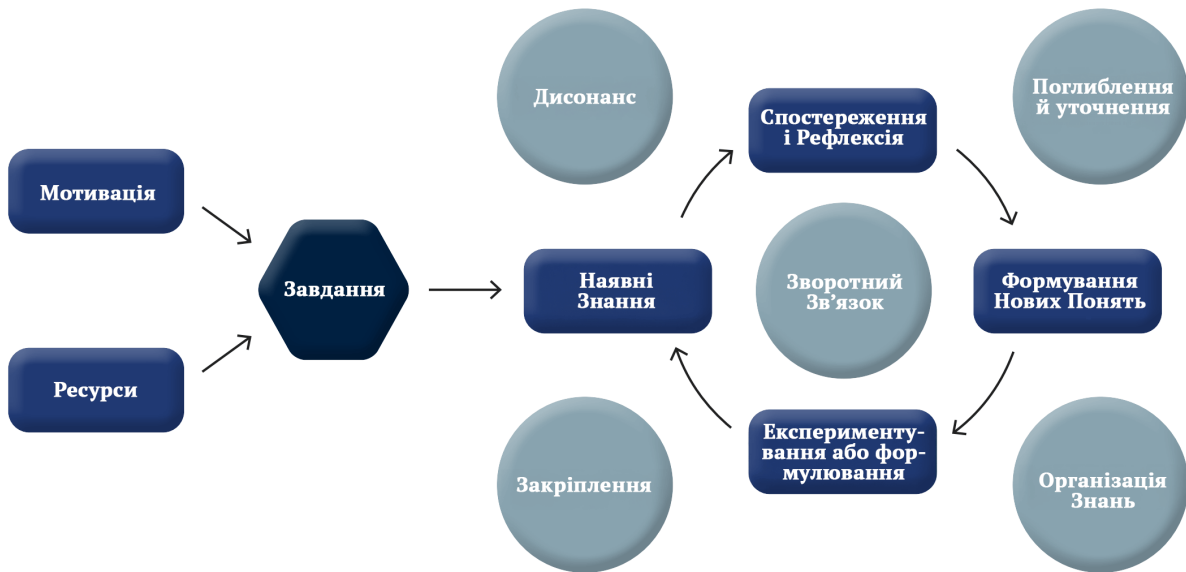 Мотивація
Ресурси
Завдання
Дисонанс
Спостереження
і Рефлексія
Поглиблення
й уточнення
Наявні
Знання
Зворотний
Зв’язок
Формування
Нових Понять
Закріплення
Експерименту-
вання або фор-
мулювання
Організація
Знань